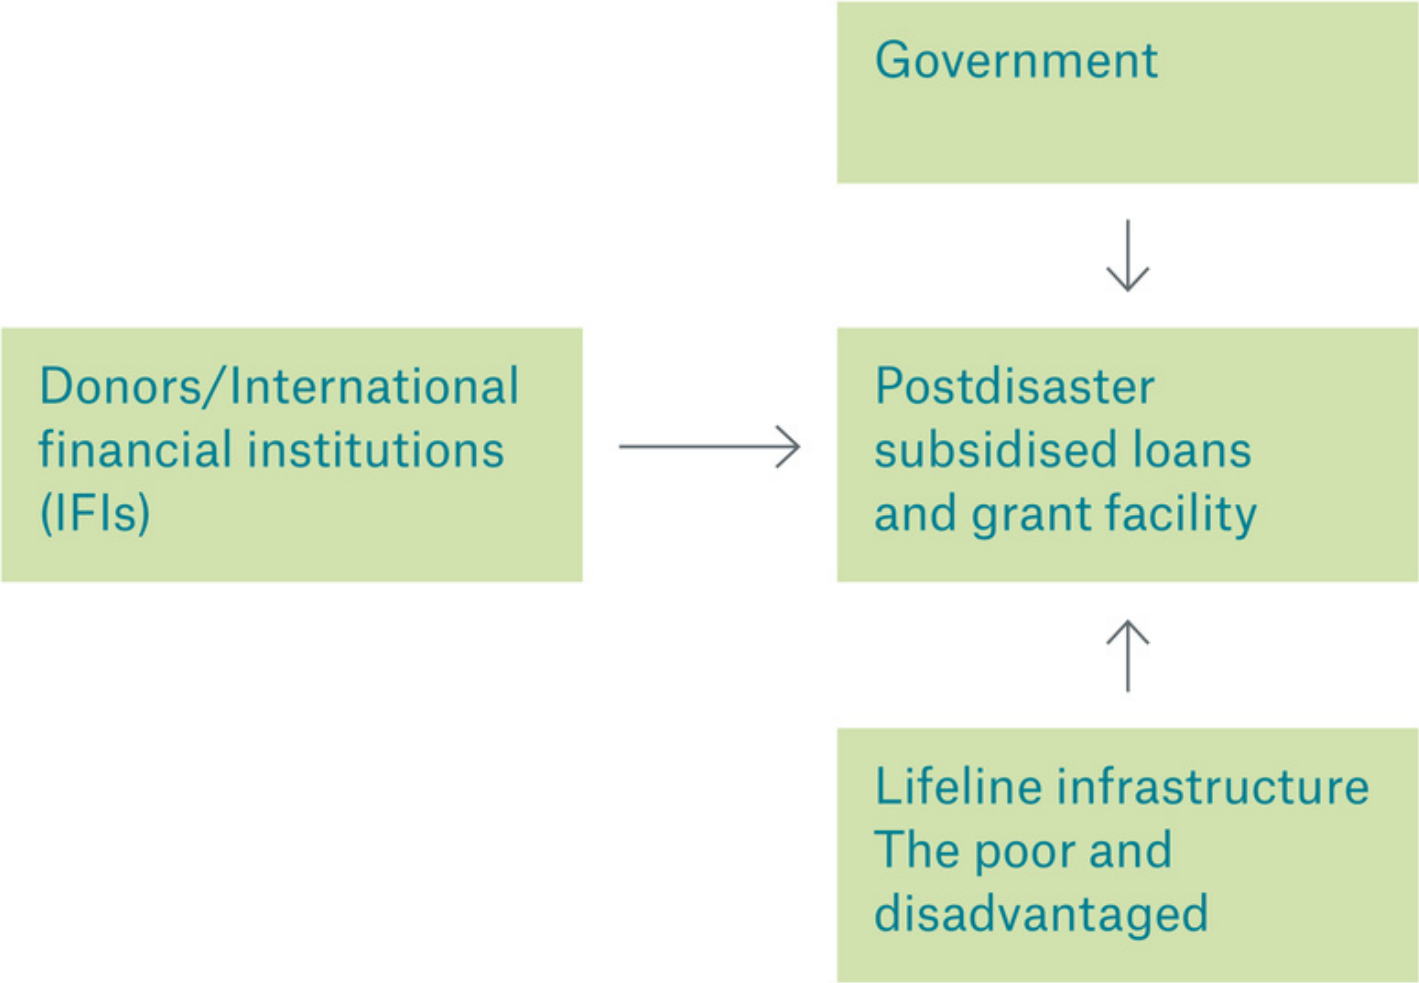 Government
Donors/International
financial institutions
(IFIs)
Postdisaster
subsidised loans
and grant facility
Lifeline infrastructure
The poor and
disadvantaged